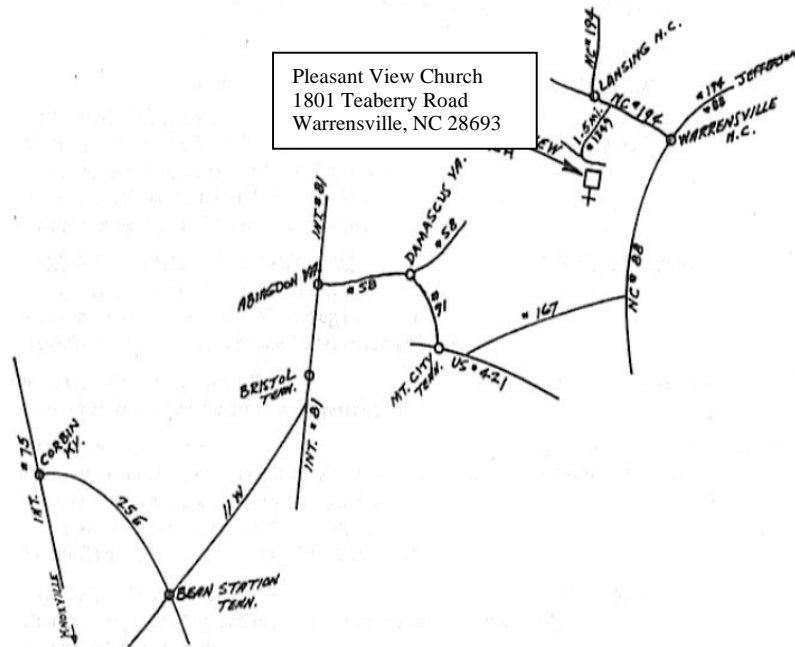 NC#194
LANSING N.C.
Pleasant View Church
1801 Teaberry Road
Warrensville, NC 28693
#194
#88
JEFFERSON
NC#194
1.5 MI.
#1349
WARRENSVILLE
N.C.
DAMASCUS VA.
#58
INT. #81
ABINGDON VA.
#58
#91
#167
NC #88
MT. CITY
TENN.
US #421
BRISTOL
TENN.
INT. #81
#75
INT.
CORBIN
KY.
25E
11W
BEAN STATION
TENN.
KNOXVILLE